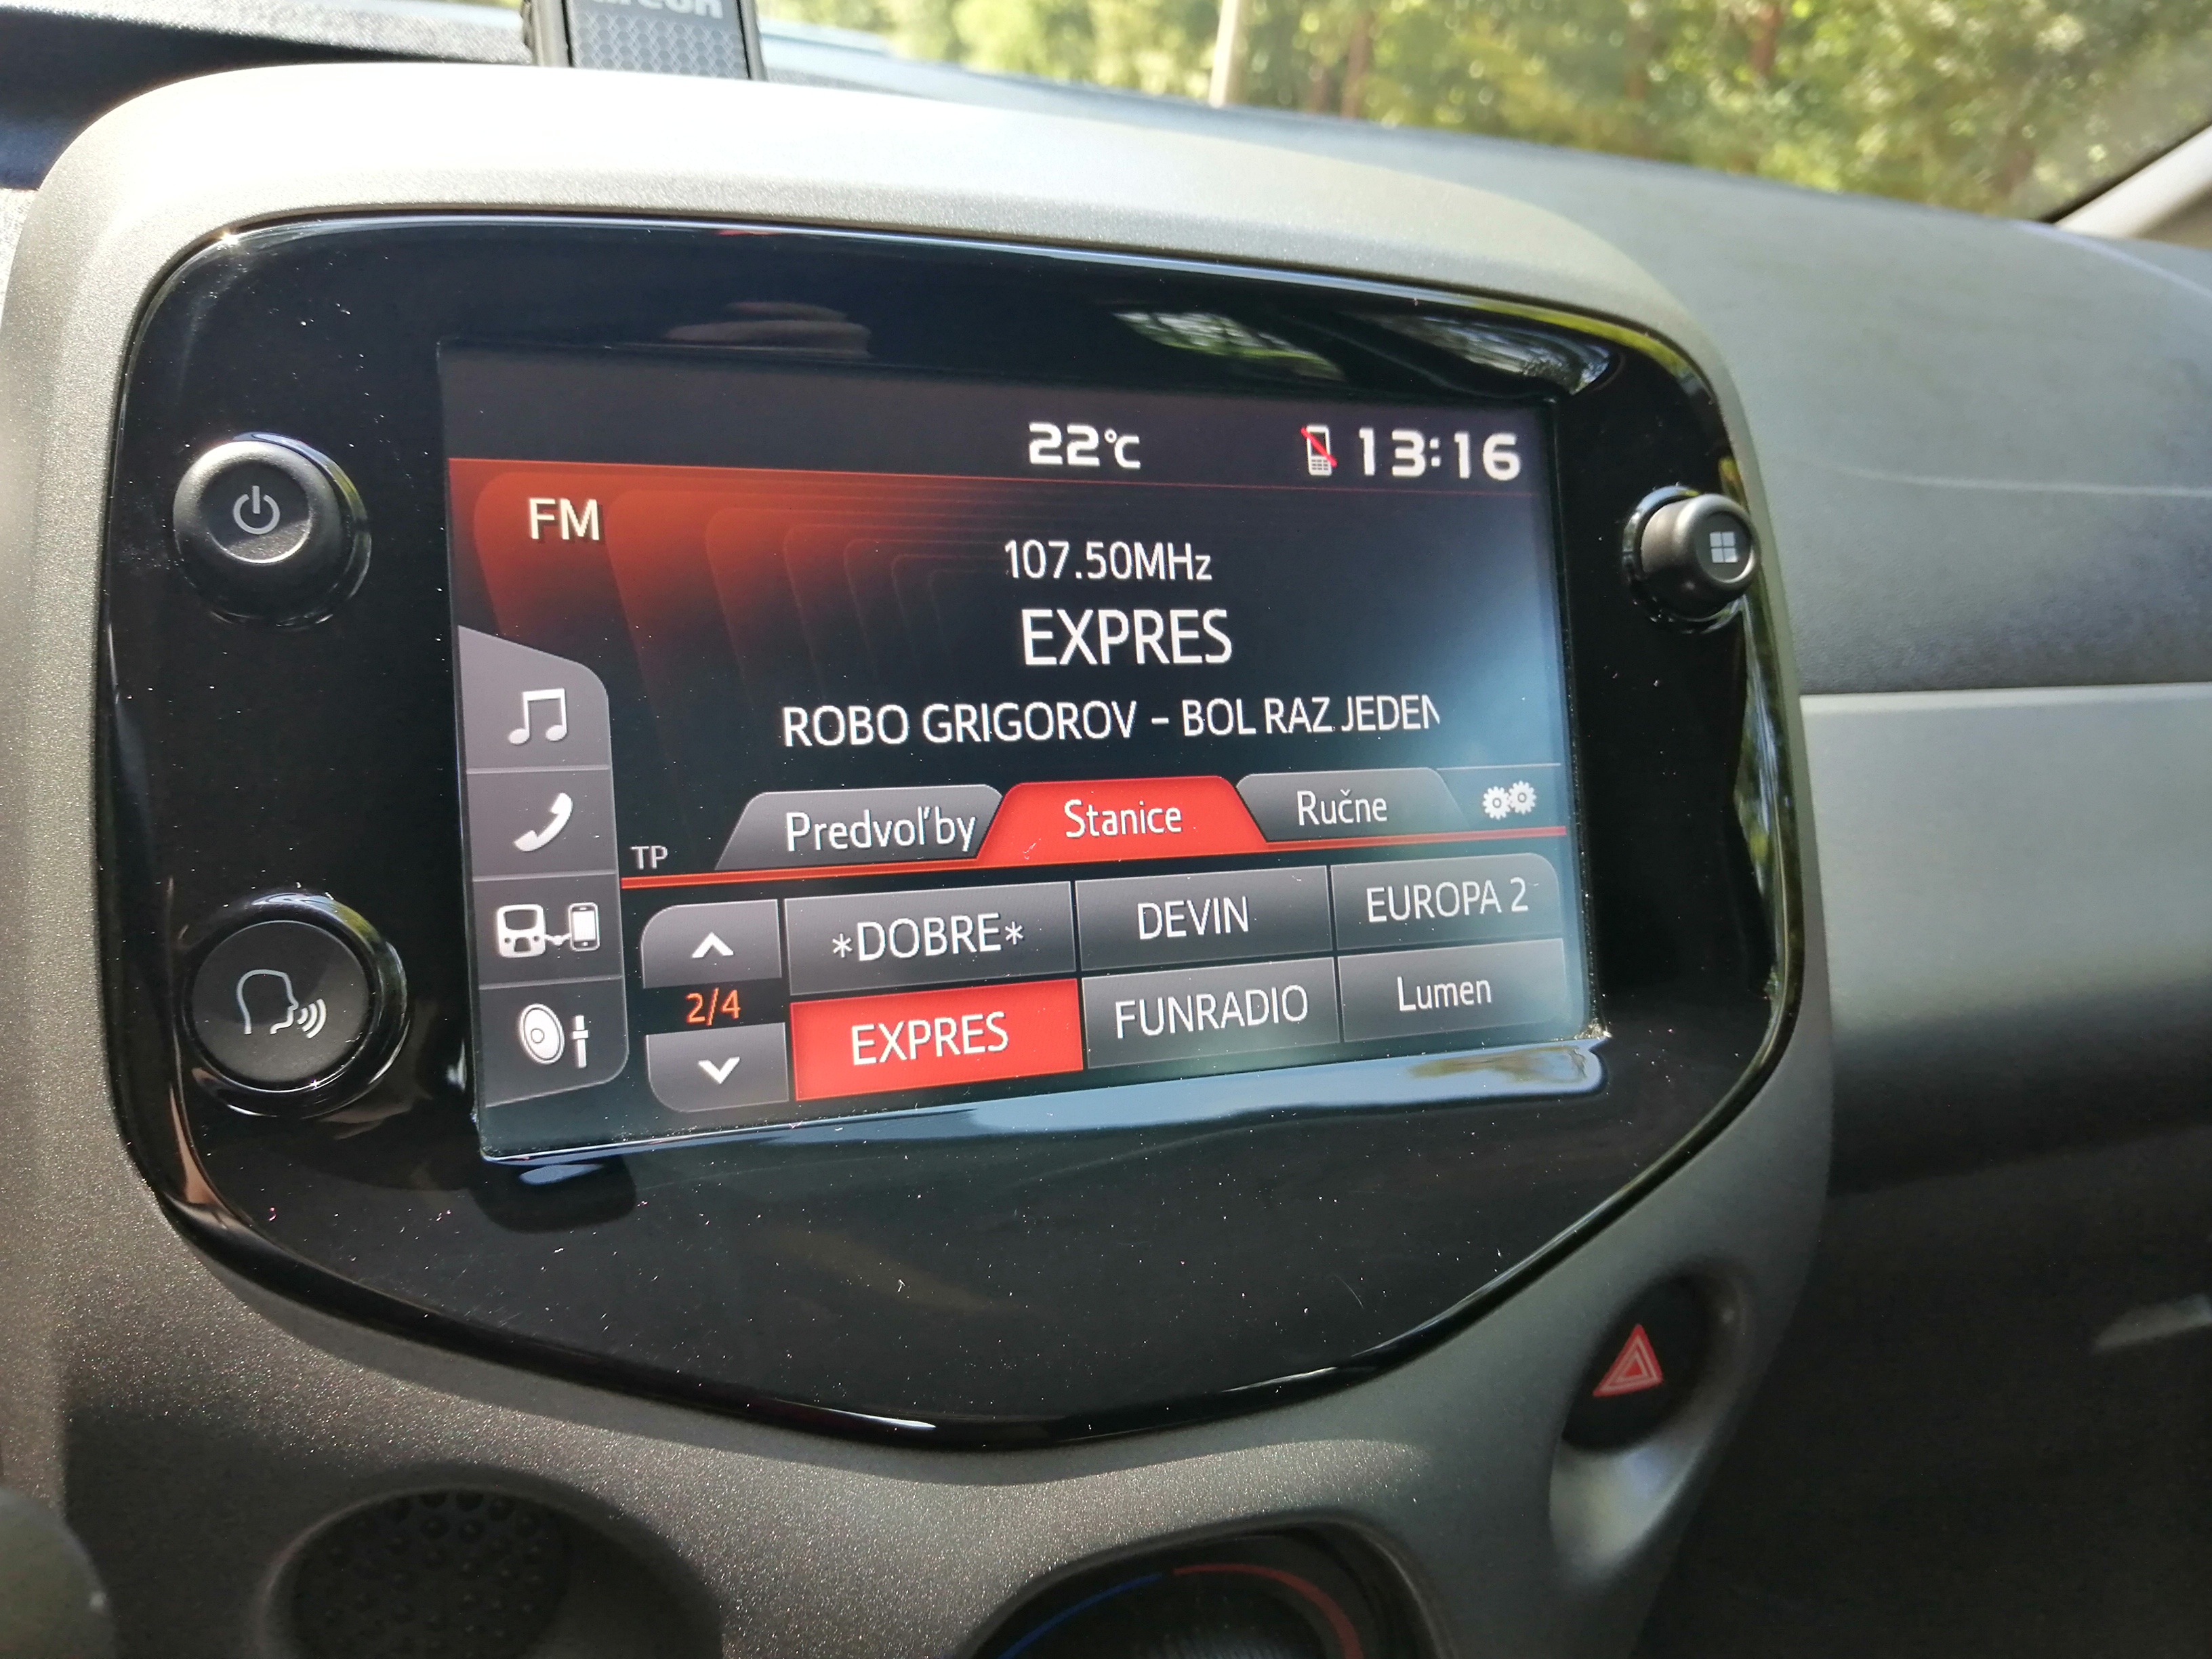 22°C 13:16
FM
107.50MHz
EXPRES
ROBO GRIGOROV – BOL RAZ JEDEN
Predvoľby Stanice Ručne
TP
*DOBRE* DEVIN EUROPA 2
2/4
EXPRES FUNRADIO Lumen